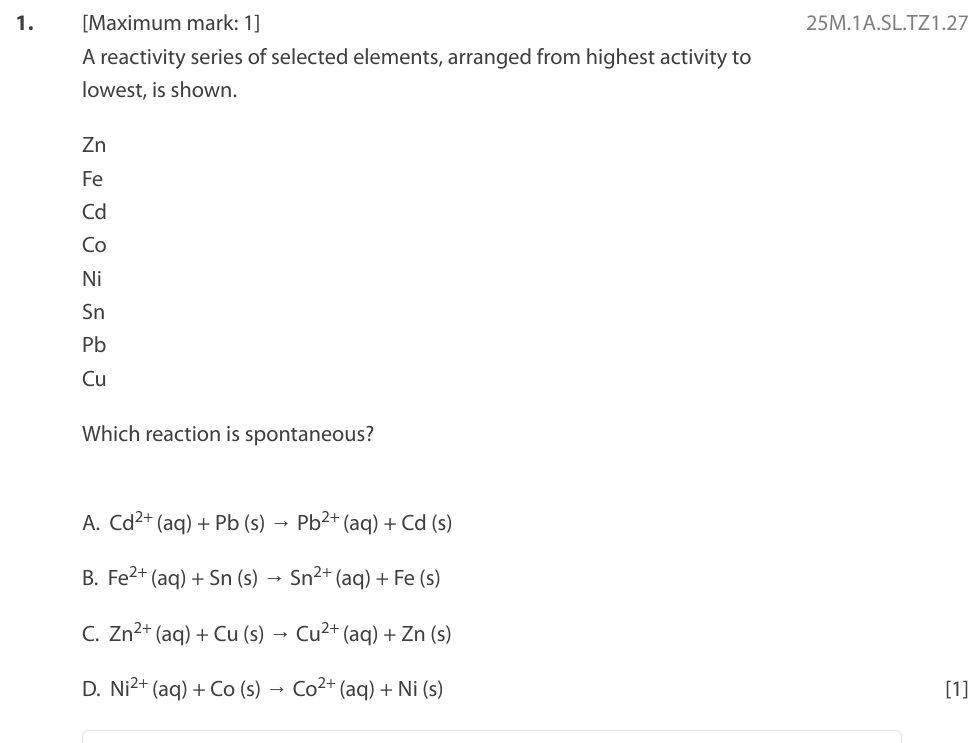 1. [Maximum mark: 1] 25M.1A.SL.TZ1.27
A reactivity series of selected elements, arranged from highest activity to
lowest, is shown.
Zn
Fe
Cd
Co
Ni
Sn
Pb
Cu
Which reaction is spontaneous?
A. Cd²⁺ (aq) + Pb (s) → Pb²⁺ (aq) + Cd (s)
B. Fe²⁺ (aq) + Sn (s) → Sn²⁺ (aq) + Fe (s)
C. Zn²⁺ (aq) + Cu (s) → Cu²⁺ (aq) + Zn (s)
D. Ni²⁺ (aq) + Co (s) → Co²⁺ (aq) + Ni (s) [1]